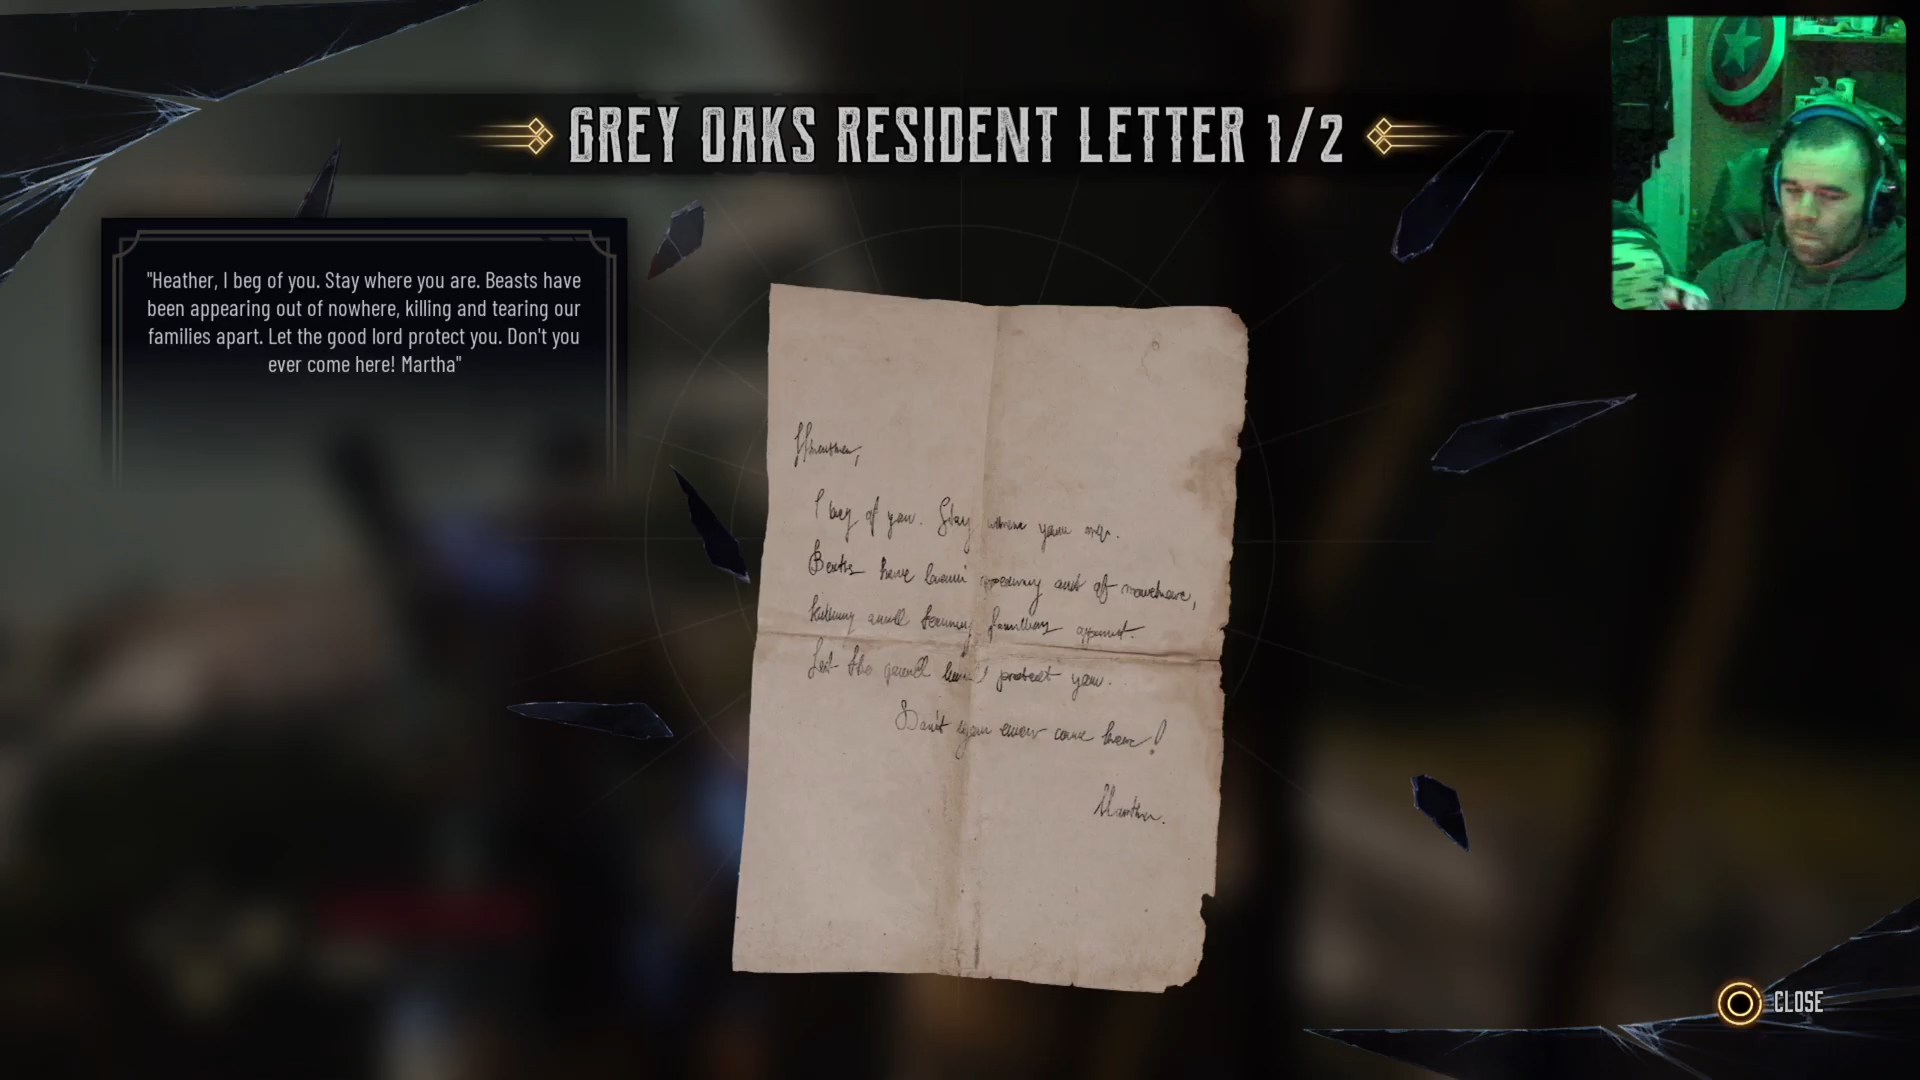 GREY OAKS RESIDENT LETTER 1/2
"Heather, I beg of you. Stay where you are. Beasts have
been appearing out of nowhere, killing and tearing our
families apart. Let the good lord protect you. Don't you
ever come here! Martha"
I beg of you. Stay where you are.
Beasts have been appearing out of nowhere,
killing and tearing families apart.
Let the good lord protect you.
Don't you ever come here!
Martha.
CLOSE